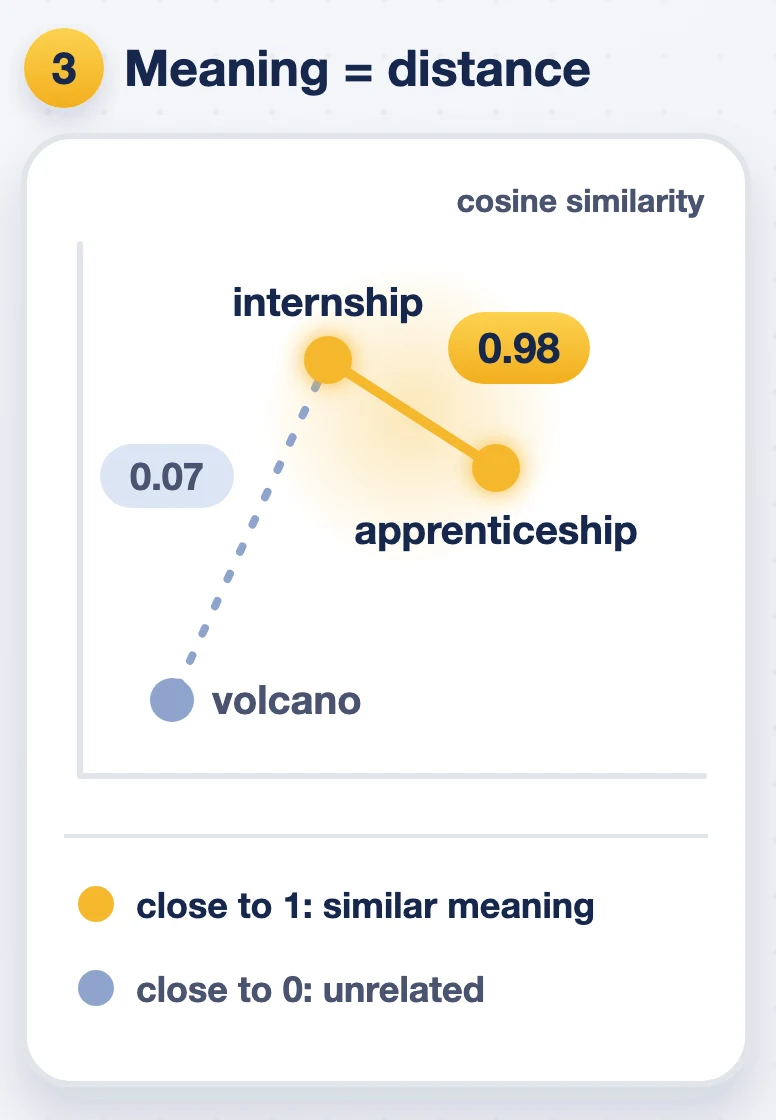 3 Meaning = distance
cosine similarity
internship
0.98
0.07
apprenticeship
volcano
close to 1: similar meaning
close to 0: unrelated